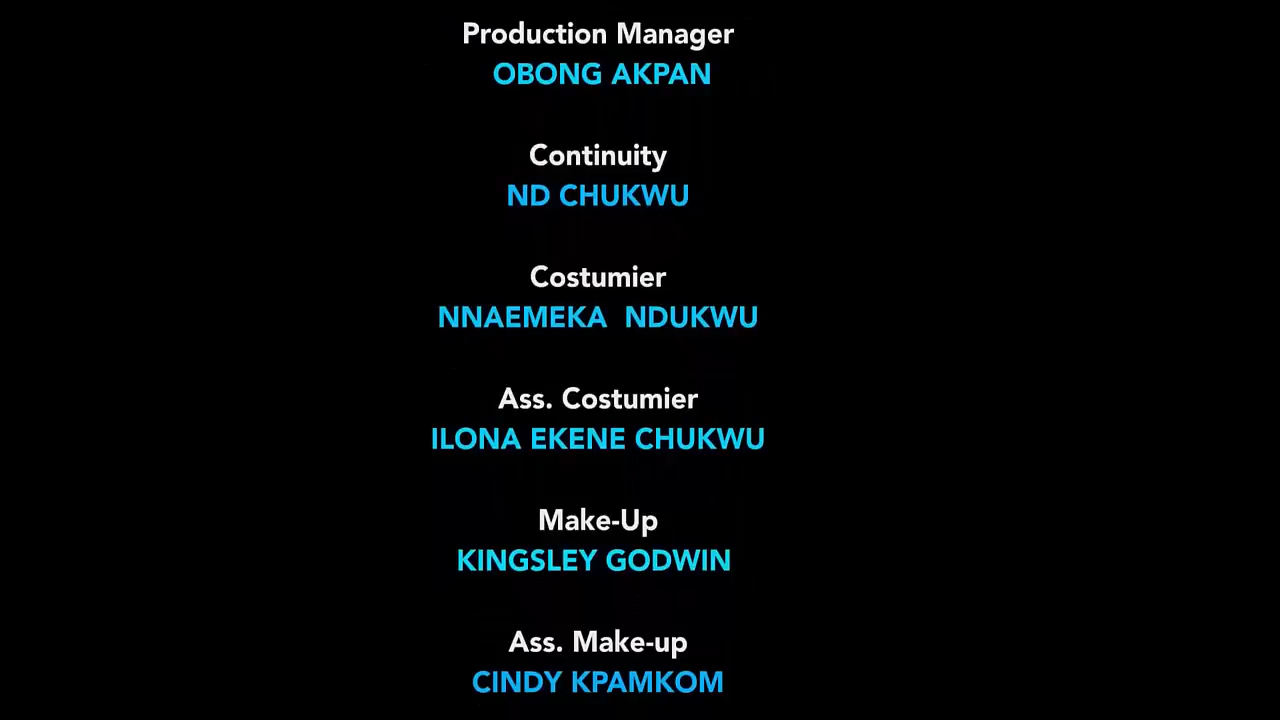 Production Manager
OBONG AKPAN
Continuity
ND CHUKWU
Costumier
NNAEMEKA  NDUKWU
Ass. Costumier
ILONA EKENE CHUKWU
Make-Up
KINGSLEY GODWIN
Ass. Make-up
CINDY KPAMKOM